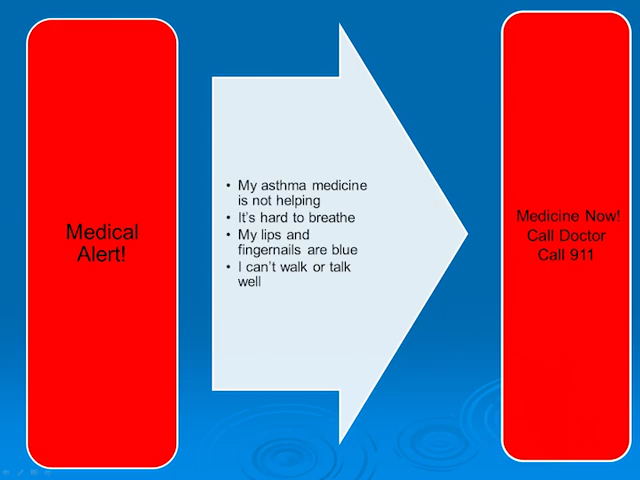 Medical
Alert!
• My asthma medicine
is not helping
• It's hard to breathe
• My lips and
fingernails are blue
• I can't walk or talk
well
Medicine Now!
Call Doctor
Call 911